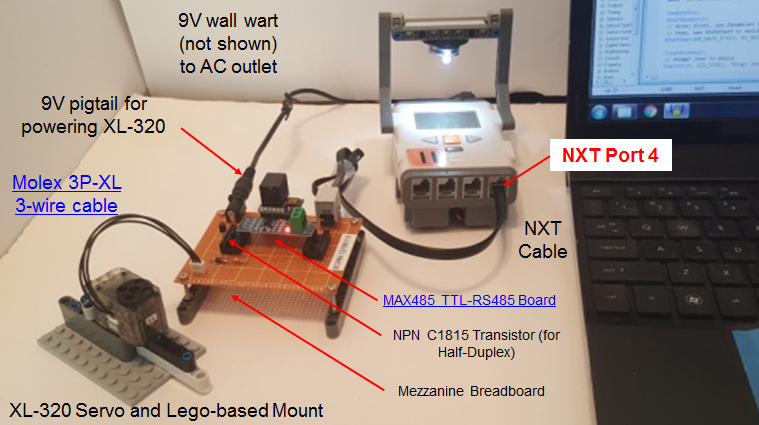 9V wall wart
(not shown)
to AC outlet
9V pigtail for
powering XL-320
Molex 3P-XL
3-wire cable
NXT Port 4
NXT
Cable
MAX485 TTL-RS485 Board
NPN C1815 Transistor (for
Half-Duplex)
Mezzanine Breadboard
XL-320 Servo and Lego-based Mount